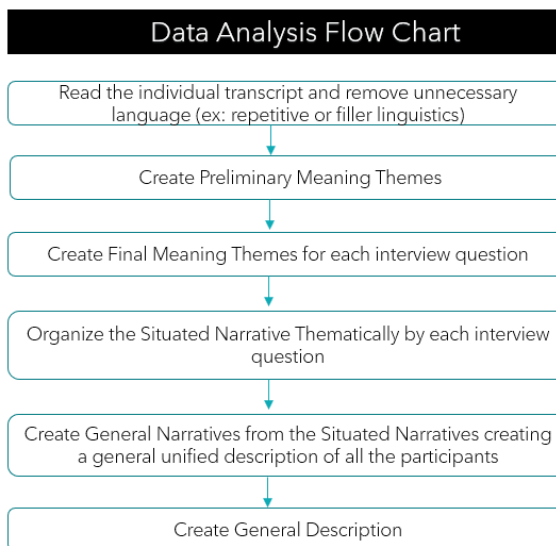 Data Analysis Flow Chart
Read the individual transcript and remove unnecessary
language (ex: repetitive or filler linguistics)
Create Preliminary Meaning Themes
Create Final Meaning Themes for each interview question
Organize the Situated Narrative Thematically by each interview
question
Create General Narratives from the Situated Narratives creating
a general unified description of all the participants
Create General Description